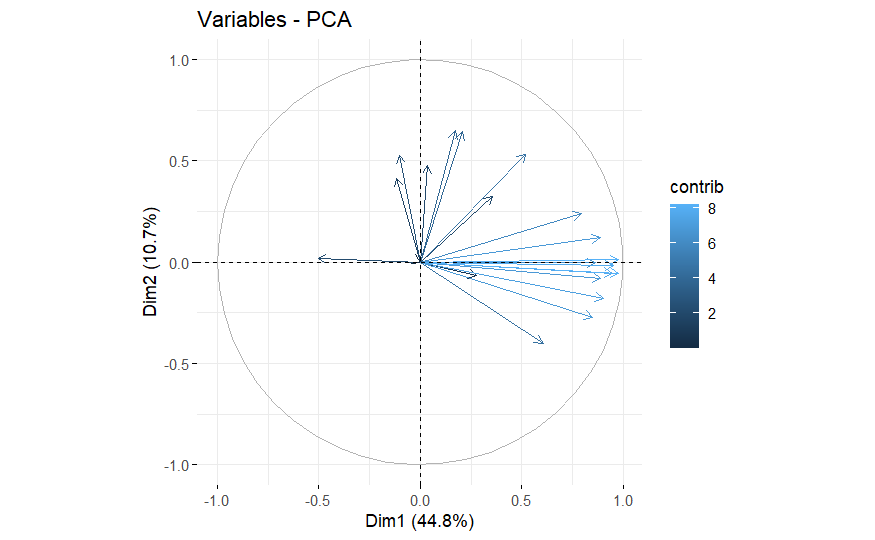 Variables - PCA
1.0
0.5
0.0
-0.5
-1.0
Dim2 (10.7%)
-1.0 -0.5 0.0 0.5 1.0
Dim1 (44.8%)
contrib
8
6
4
2